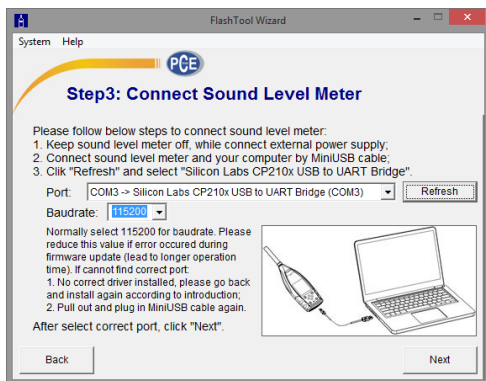 FlashTool Wizard
System Help
PCE
Step3: Connect Sound Level Meter
Please follow below steps to connect sound level meter:
1. Keep sound level meter off, while connect external power supply;
2. Connect sound level meter and your computer by MiniUSB cable;
3. Clik "Refresh" and select "Silicon Labs CP210x USB to UART Bridge".
Port: COM3 -> Silicon Labs CP210x USB to UART Bridge (COM3) Refresh
Baudrate: 115200
Normally select 115200 for baudrate. Please
reduce this value if error occured during
firmware update (lead to longer operation
time). If cannot find correct port:
1. No correct driver installed, please go back
and install again according to introduction;
2. Pull out and plug in MiniUSB cable again.
After select correct port, click "Next".
Back Next